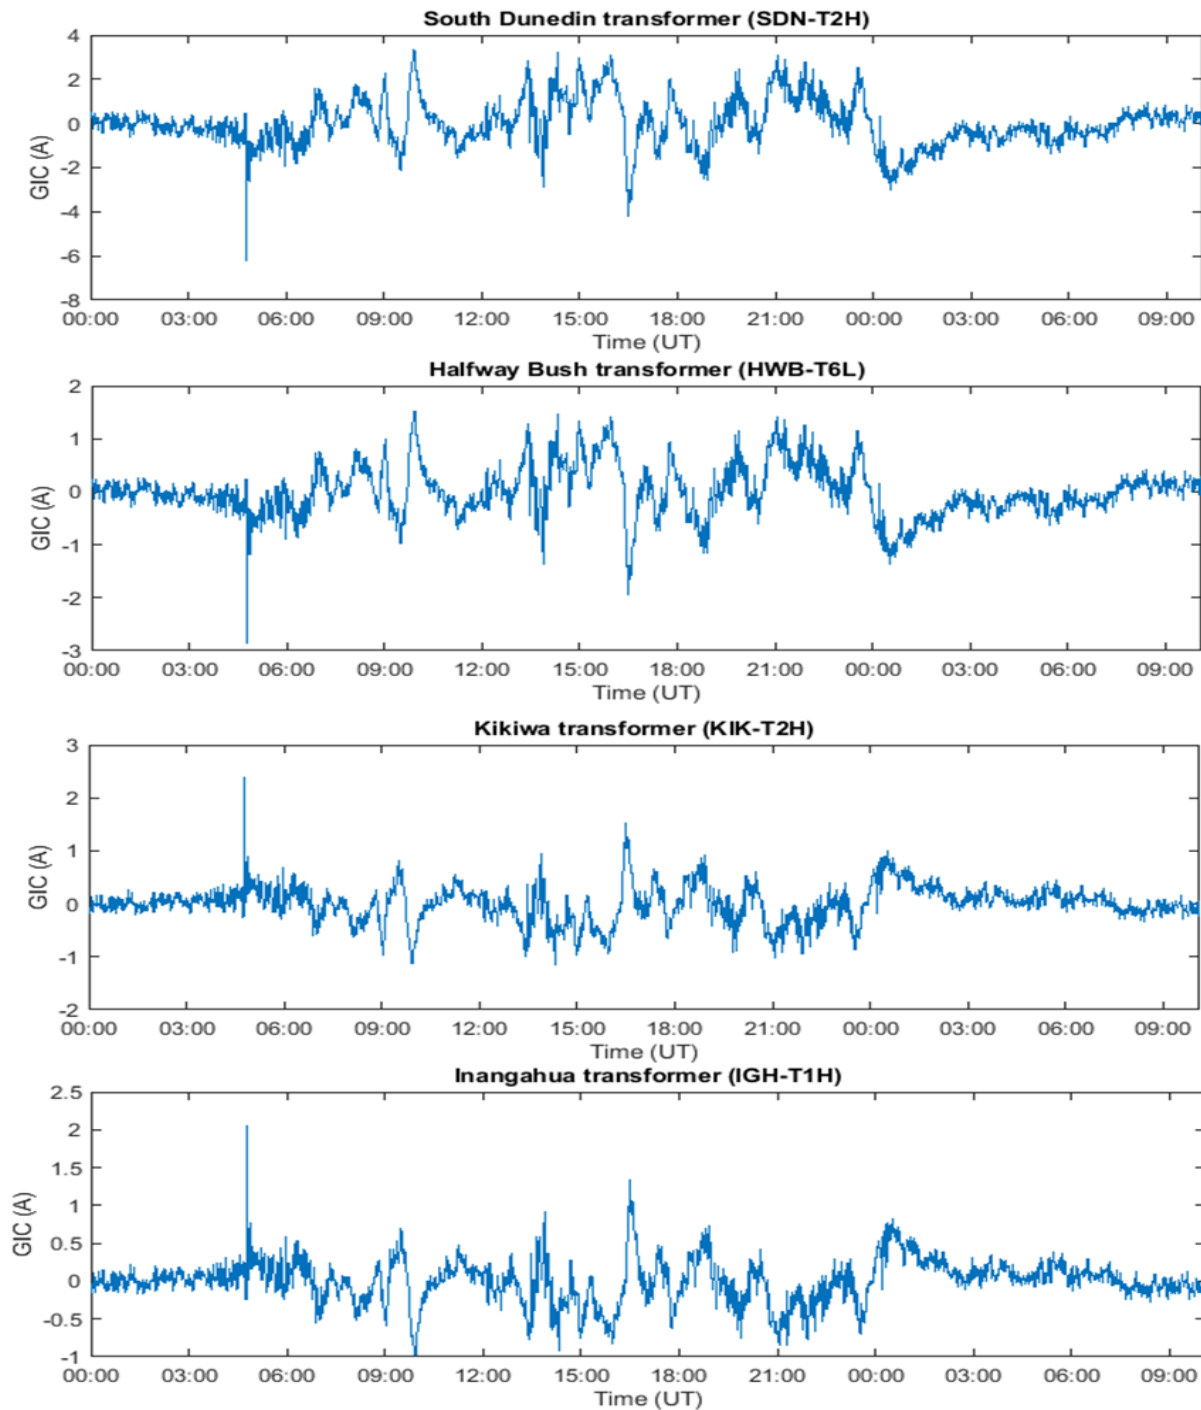 South Dunedin transformer (SDN-T2H)
4
2
0
-2
-4
-6
-8
GIC (A)
00:00 03:00 06:00 09:00 12:00 15:00 18:00 21:00 00:00 03:00 06:00 09:00
Time (UT)
Halfway Bush transformer (HWB-T6L)
2
1
0
-1
-2
-3
GIC (A)
00:00 03:00 06:00 09:00 12:00 15:00 18:00 21:00 00:00 03:00 06:00 09:00
Time (UT)
Kikiwa transformer (KIK-T2H)
3
2
1
0
-1
-2
GIC (A)
00:00 03:00 06:00 09:00 12:00 15:00 18:00 21:00 00:00 03:00 06:00 09:00
Time (UT)
Inangahua transformer (IGH-T1H)
2.5
2
1.5
1
0.5
0
-0.5
-1
GIC (A)
00:00 03:00 06:00 09:00 12:00 15:00 18:00 21:00 00:00 03:00 06:00 09:00
Time (UT)